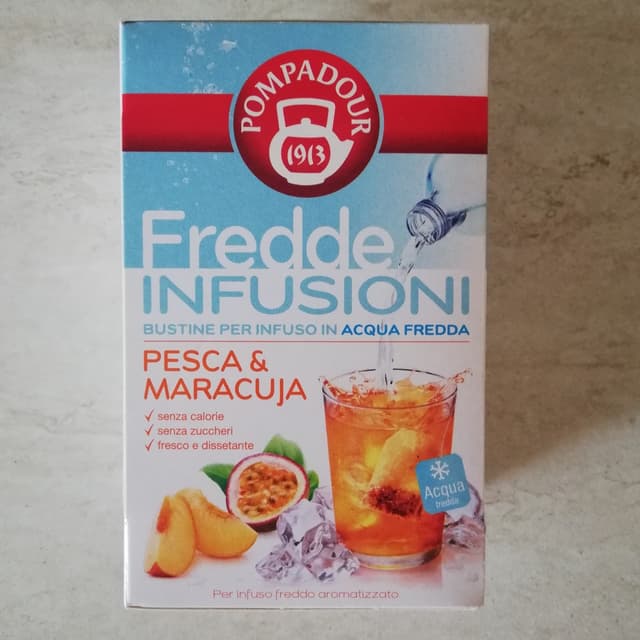 POMPADOUR
1913
Fredde
INFUSIONI
BUSTINE PER INFUSO IN ACQUA FREDDA
PESCA &
MARACUJA
✓ senza calorie
✓ senza zuccheri
✓ fresco e dissetante
Acqua
fredda
Per infuso freddo aromatizzato